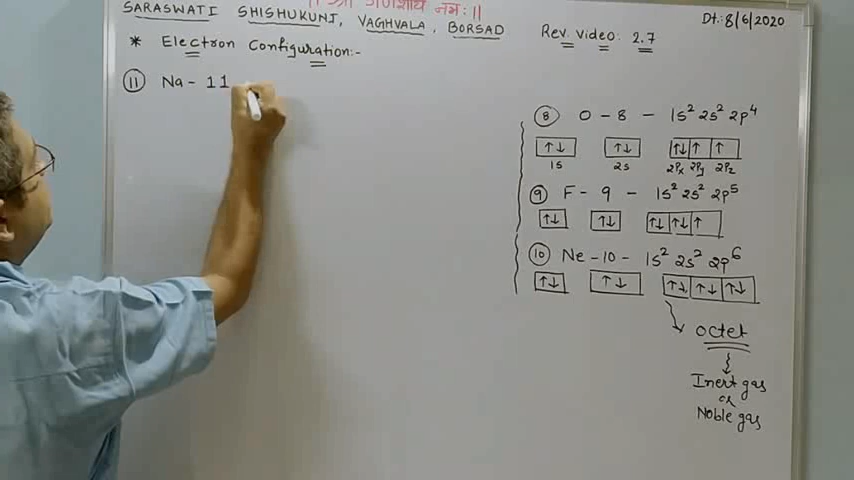 ॥ श्री गणेशाय नमः ॥
SARASWATI SHISHUKUNJ, VAGHVALA, BORSAD
Dt:8/6/2020
Rev. Video: 2.7
* Electron Configuration:-
(11) Na - 11
(8) O - 8 - 1s² 2s² 2p⁴
↑↓ ↑↓ ↑↓ ↑ ↑
1s 2s 2Px 2Py 2Pz
(9) F - 9 - 1s² 2s² 2p⁵
↑↓ ↑↓ ↑↓ ↑↓ ↑
(10) Ne - 10 - 1s² 2s² 2p⁶
↑↓ ↑↓ ↑↓ ↑↓ ↑↓
octet
Inert gas
or
Noble gas